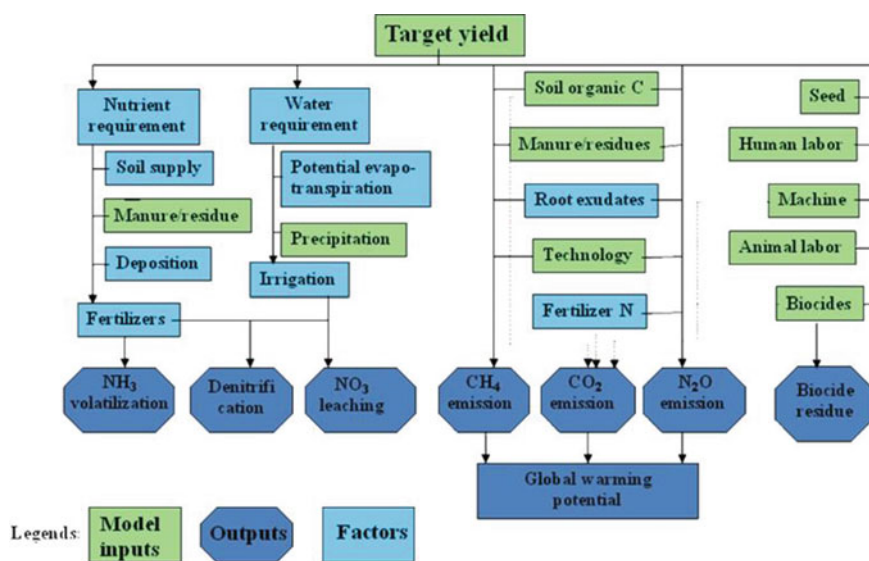 Target yield
Nutrient
requirement
Soil supply
Manure/residue
Deposition
Fertilizers
Water
requirement
Potential evapo-
transpiration
Precipitation
Irrigation
Soil organic C
Manure/residues
Root exudates
Technology
Fertilizer N
Seed
Human labor
Machine
Animal labor
Biocides
NH3
volatilization
Denitrifi
cation
NO3
leaching
CH4
emission
CO2
emission
N2O
emission
Biocide
residue
Global warming
potential
Legends:
Model
inputs
Outputs
Factors